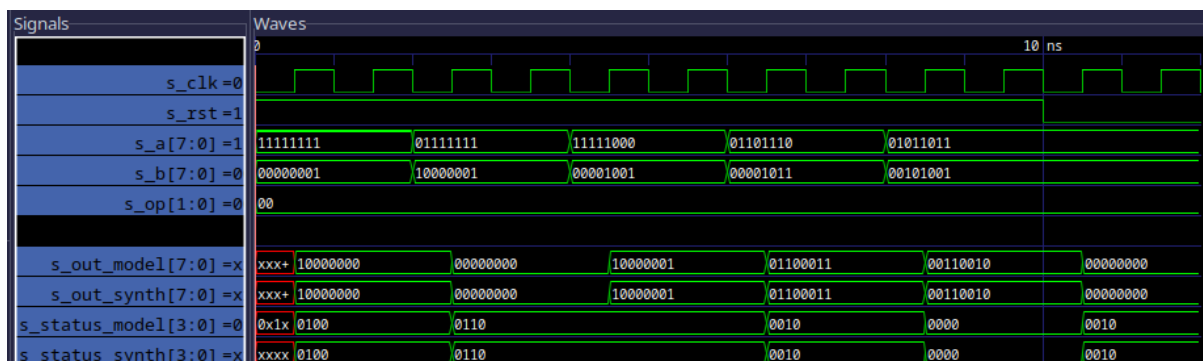 Signals Waves
0 10 ns
s_clk =0
s_rst =1
s_a[7:0] =1 11111111 01111111 11111000 01101110 01011011
s_b[7:0] =0 00000001 10000001 00001001 00001011 00101001
s_op[1:0] =0 00
s_out_model[7:0] =x xxx+ 10000000 00000000 10000001 01100011 00110010 00000000
s_out_synth[7:0] =x xxx+ 10000000 00000000 10000001 01100011 00110010 00000000
s_status_model[3:0] =0 0x1x 0100 0110 0010 0000 0010
s_status_synth[3:0] =x xxxx 0100 0110 0010 0000 0010